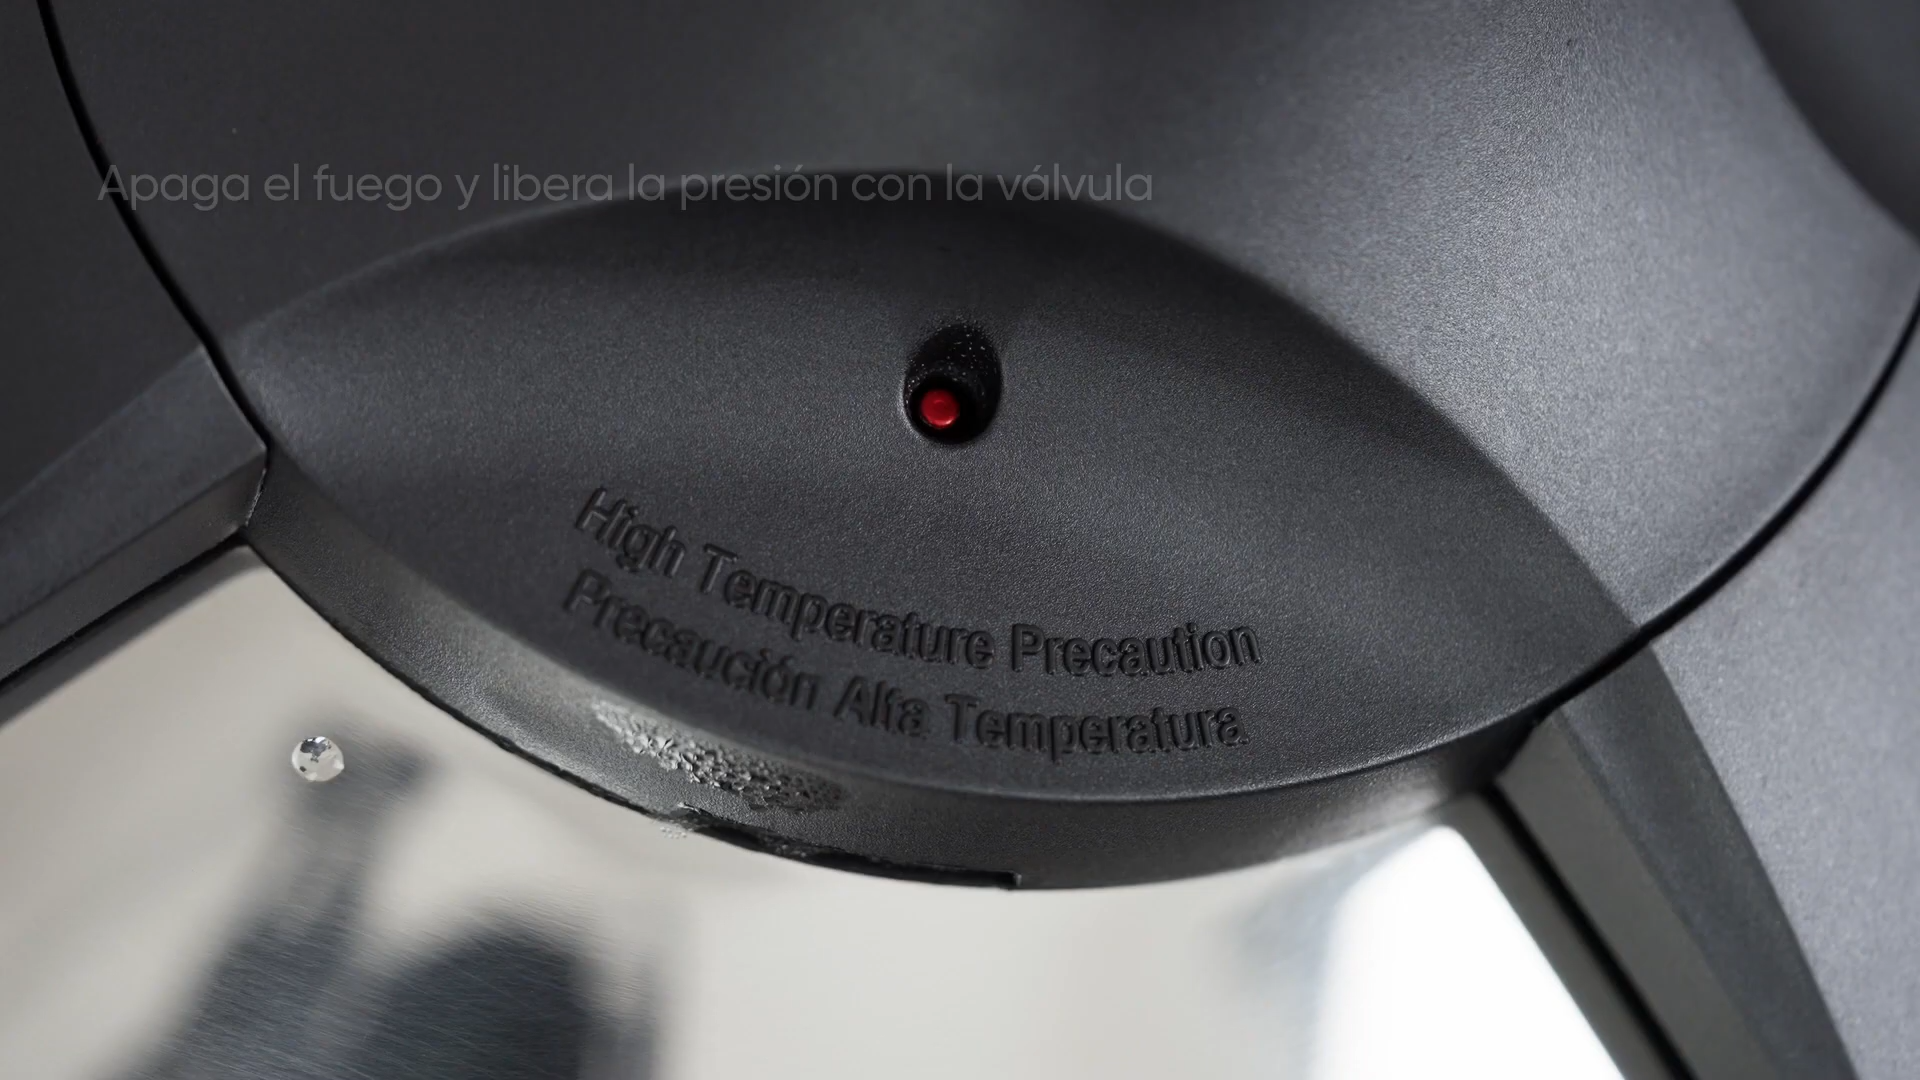 Apaga el fuego y libera la presión con la válvula
High Temperature Precaution
Precaución Alta Temperatura